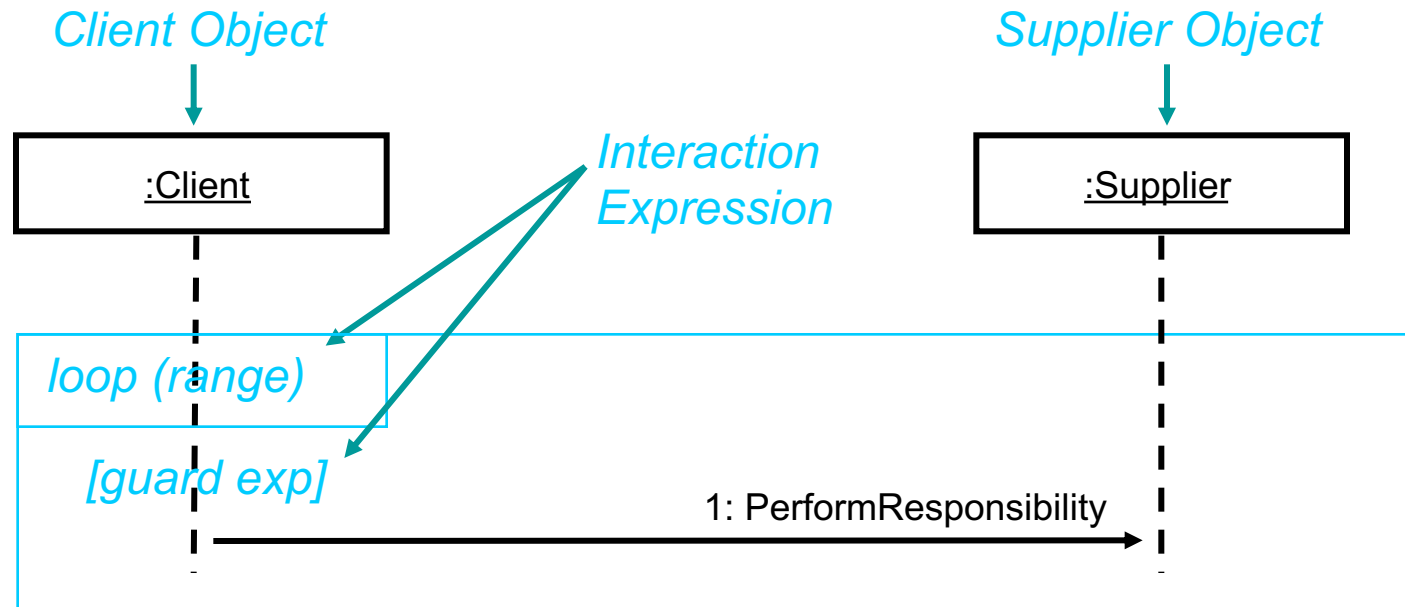 Client Object
Supplier Object
Interaction
Expression
:Client
:Supplier
loop (range)
[guard exp]
1: PerformResponsibility